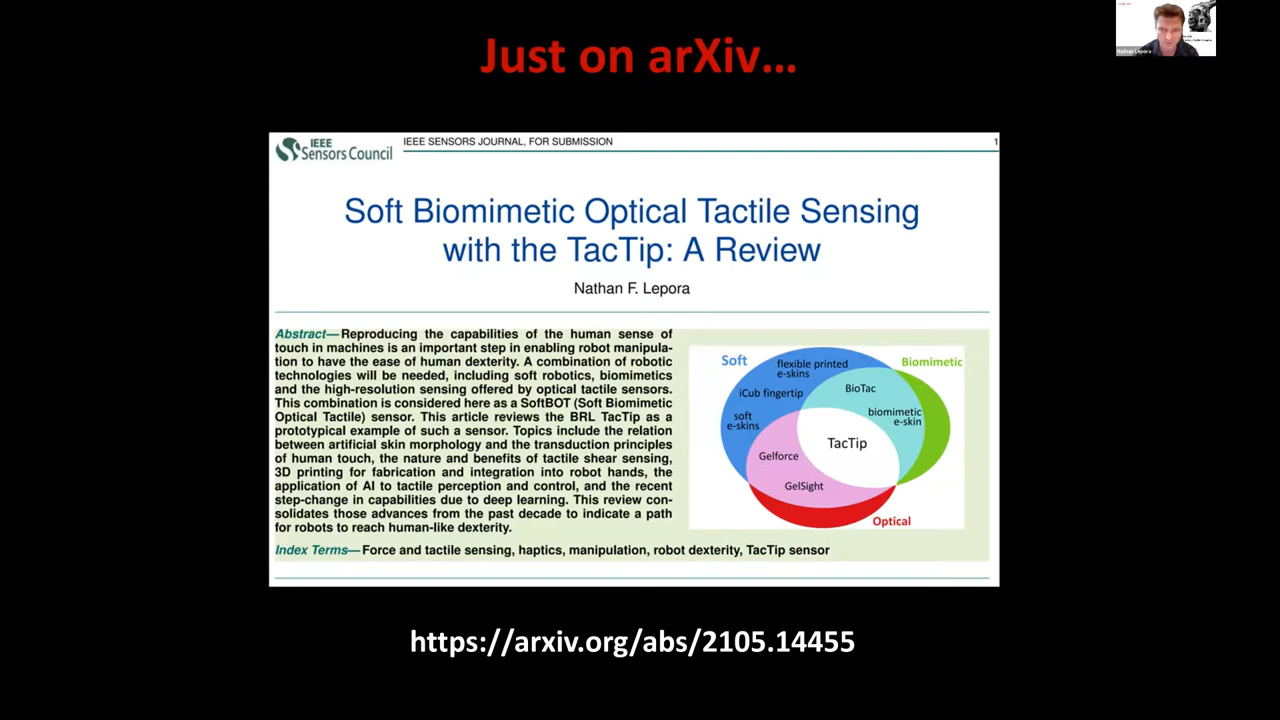 Just on arXiv...
Nathan Lepora
IEEE
Sensors Council
IEEE SENSORS JOURNAL, FOR SUBMISSION
1
Soft Biomimetic Optical Tactile Sensing
with the TacTip: A Review
Nathan F. Lepora
Abstract—Reproducing the capabilities of the human sense of
touch in machines is an important step in enabling robot manipula-
tion to have the ease of human dexterity. A combination of robotic
technologies will be needed, including soft robotics, biomimetics
and the high-resolution sensing offered by optical tactile sensors.
This combination is considered here as a SoftBOT (Soft Biomimetic
Optical Tactile) sensor. This article reviews the BRL TacTip as a
prototypical example of such a sensor. Topics include the relation
between artificial skin morphology and the transduction principles
of human touch, the nature and benefits of tactile shear sensing,
3D printing for fabrication and integration into robot hands, the
application of AI to tactile perception and control, and the recent
step-change in capabilities due to deep learning. This review con-
solidates those advances from the past decade to indicate a path
for robots to reach human-like dexterity.
Soft
flexible printed
e-skins
Biomimetic
iCub fingertip
BioTac
soft
e-skins
biomimetic
e-skin
TacTip
Gelforce
GelSight
Optical
Index Terms—Force and tactile sensing, haptics, manipulation, robot dexterity, TacTip sensor
https://arxiv.org/abs/2105.14455